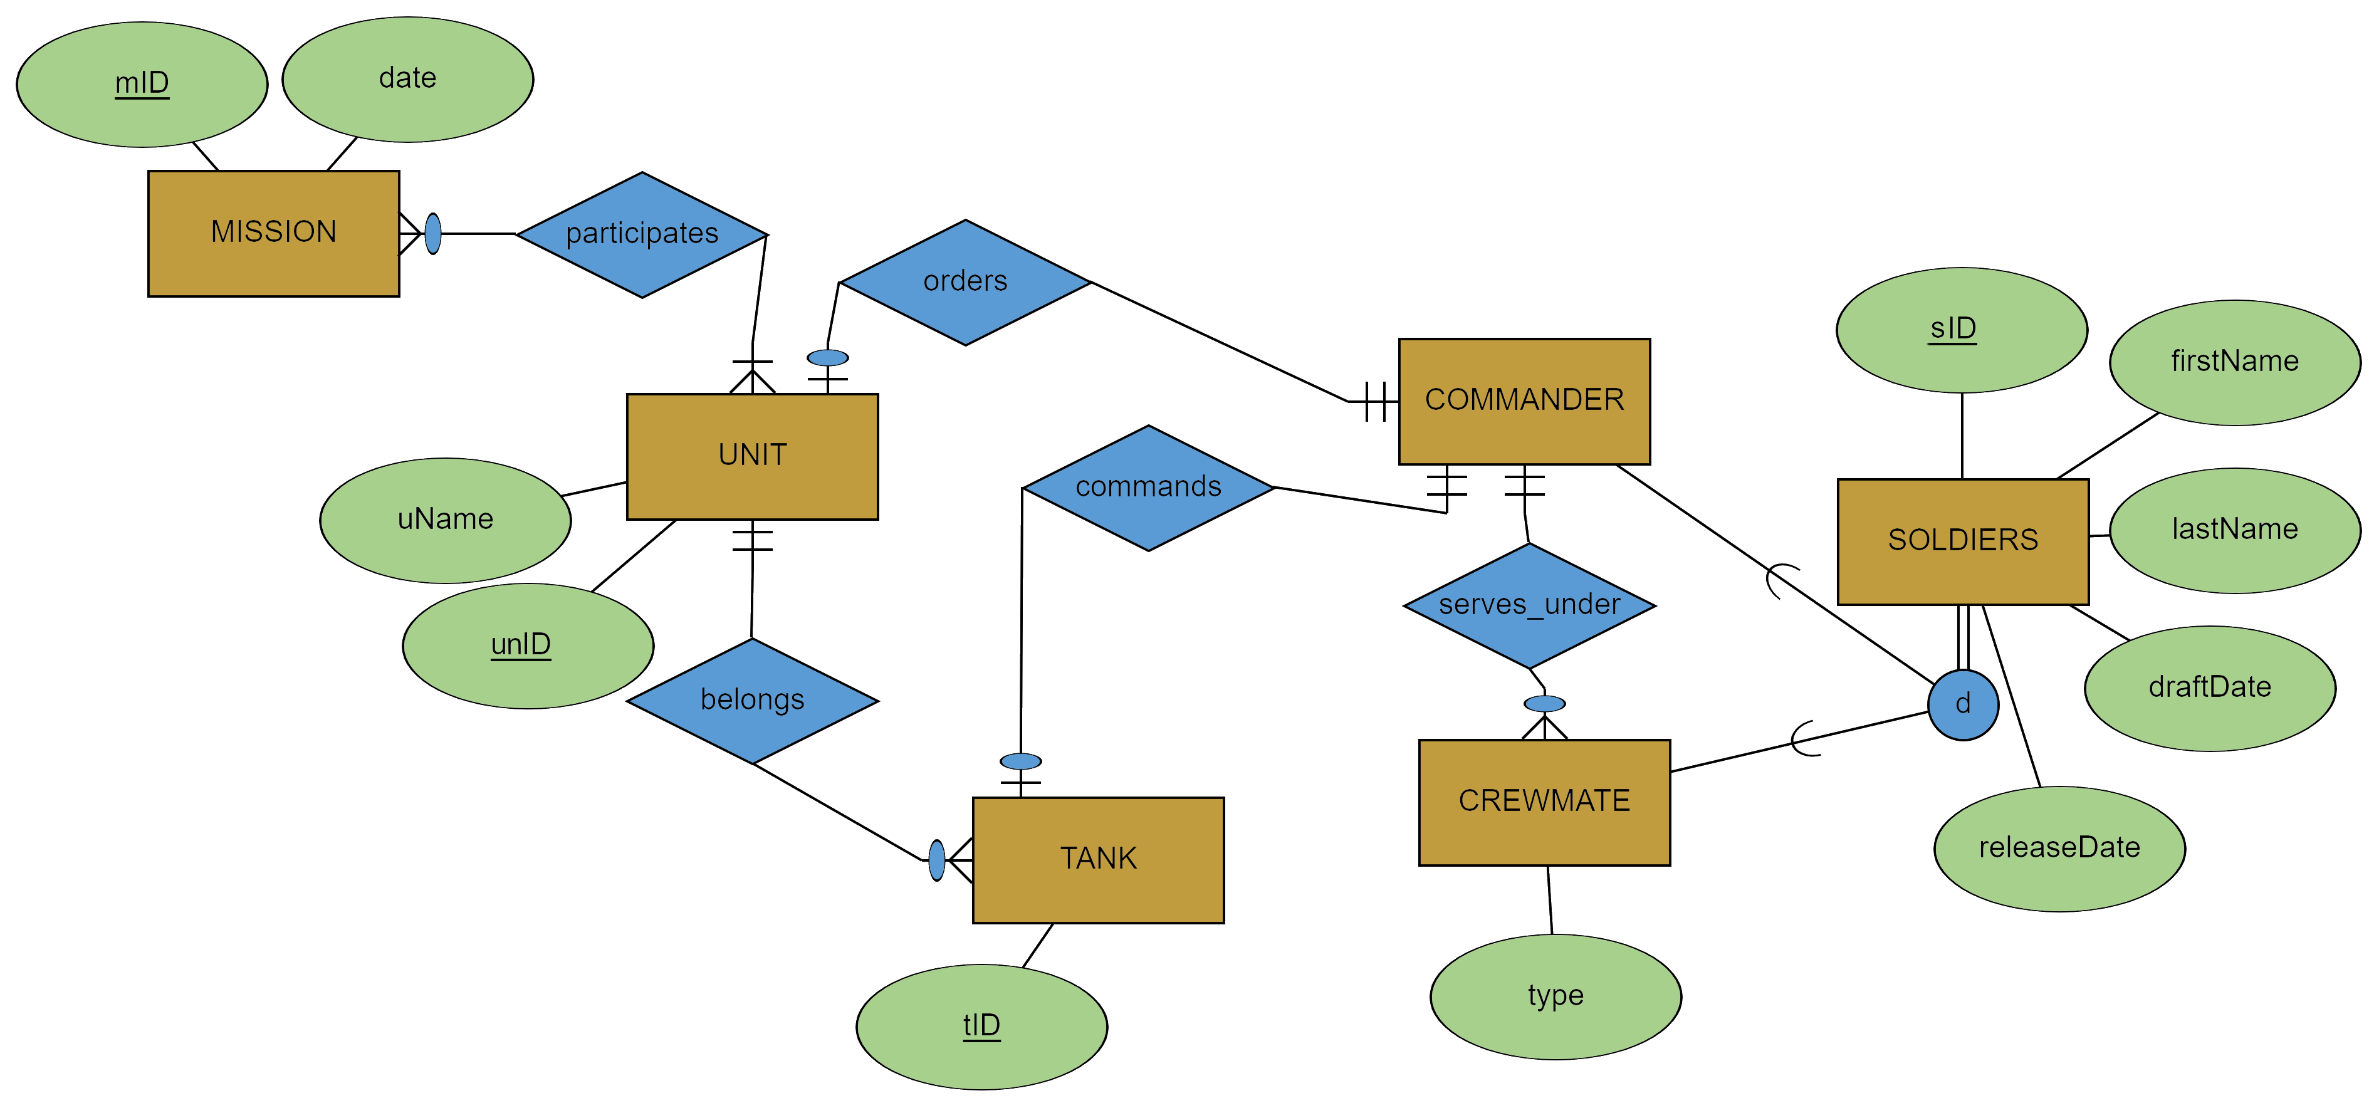 mID
date
MISSION
participates
orders
COMMANDER
sID
firstName
UNIT
commands
uName
lastName
SOLDIERS
serves_under
unID
belongs
draftDate
d
CREWMATE
TANK
releaseDate
type
tID